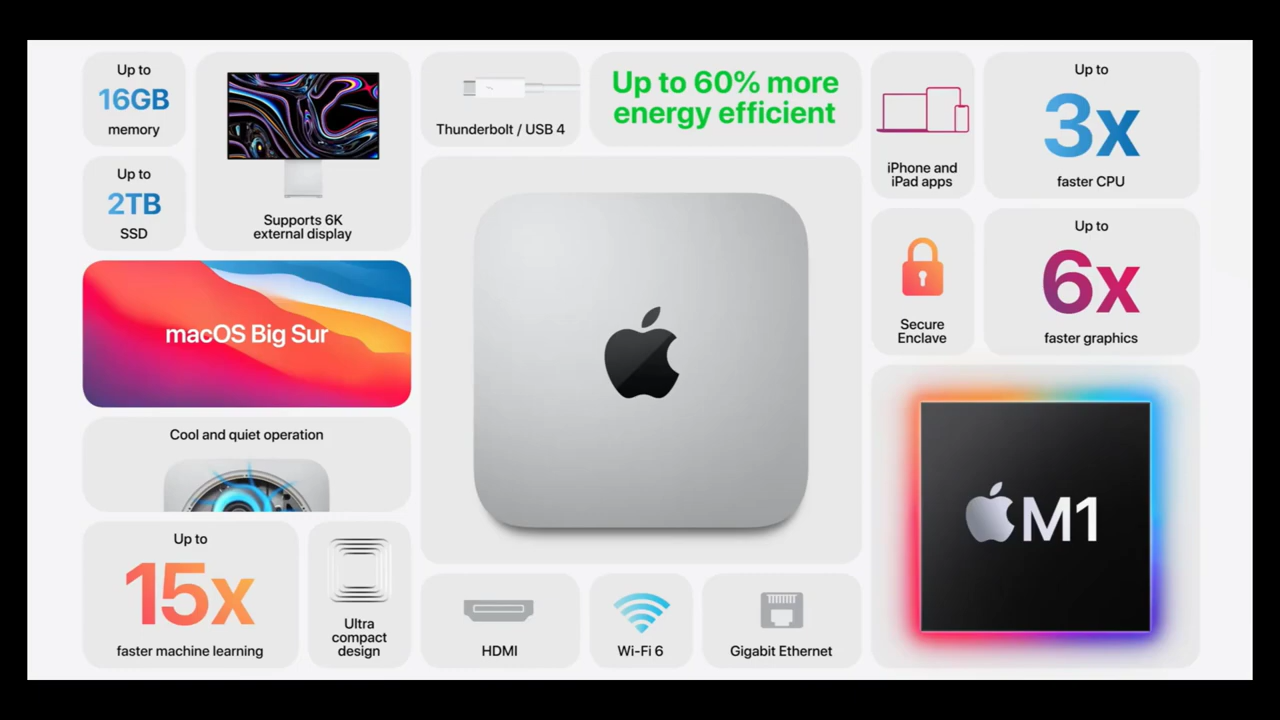 Up to
16GB
memory
Up to
2TB
SSD
Supports 6K
external display
macOS Big Sur
Cool and quiet operation
Up to
15x
faster machine learning
Ultra
compact
design
Thunderbolt / USB 4
Up to 60% more
energy efficient
HDMI
Wi-Fi 6
Gigabit Ethernet
iPhone and
iPad apps
Up to
3x
faster CPU
Secure
Enclave
Up to
6x
faster graphics
M1